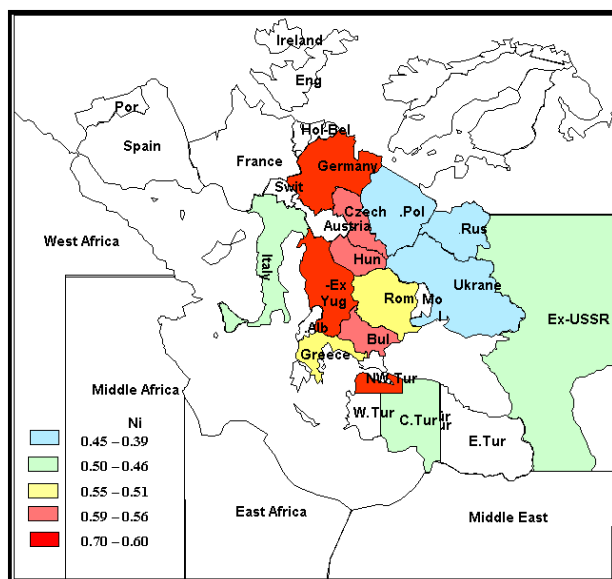 Ireland
Eng
Por
Spain
Hol-Bel
France
Germany
Swit
Czech
.Pol
Austria
.Rus
West Africa
Italy
Hun
-Ex
Yug
Rom
Mo
l
Ukrane
Ex-USSR
.Alb
Bul
Greece
Middle Africa
NW.Tur
W.Tur
C.Tur
E.Tur
East Africa
Middle East
Ni
0.45 – 0.39
0.50 – 0.46
0.55 – 0.51
0.59 – 0.56
0.70 – 0.60